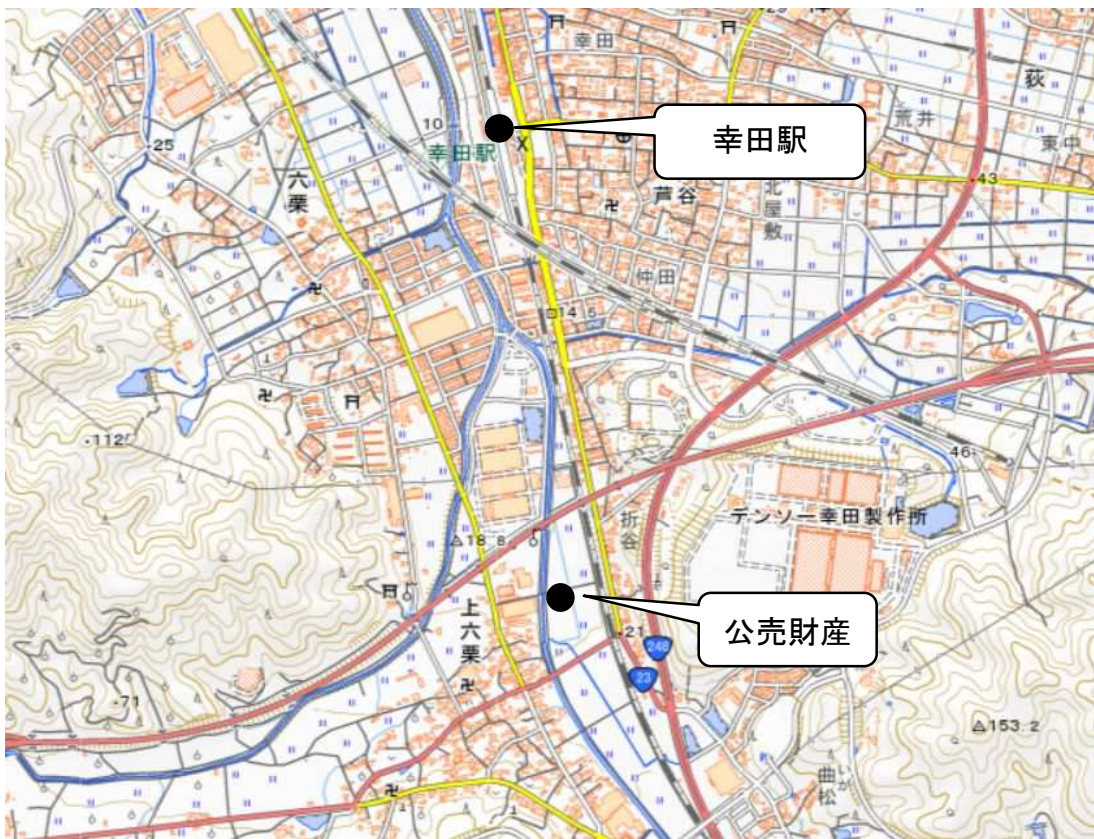 幸田
萩
荒井
東中
10
幸田駅
幸田駅
25
六栗
芦谷
北屋敷
43
仲田
14.5
112
46
折谷
デンソー幸田製作所
18.8
公売財産
上六栗
21
248
23
71
153.2
曲松